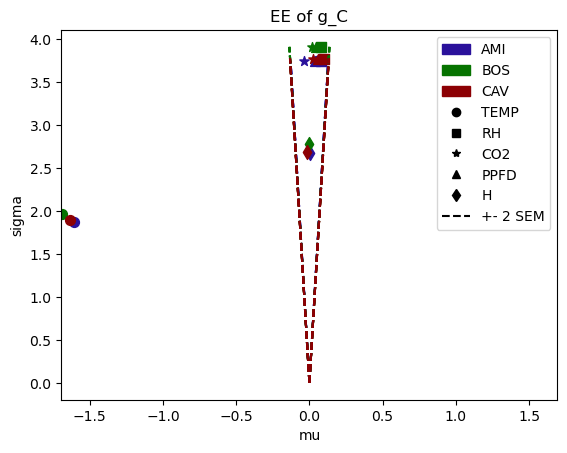 EE of g_C
4.0
3.5
3.0
2.5
2.0
1.5
1.0
0.5
0.0
sigma
−1.5
−1.0
−0.5
0.0
0.5
1.0
1.5
mu
AMI
BOS
CAV
TEMP
RH
CO2
PPFD
H
+- 2 SEM